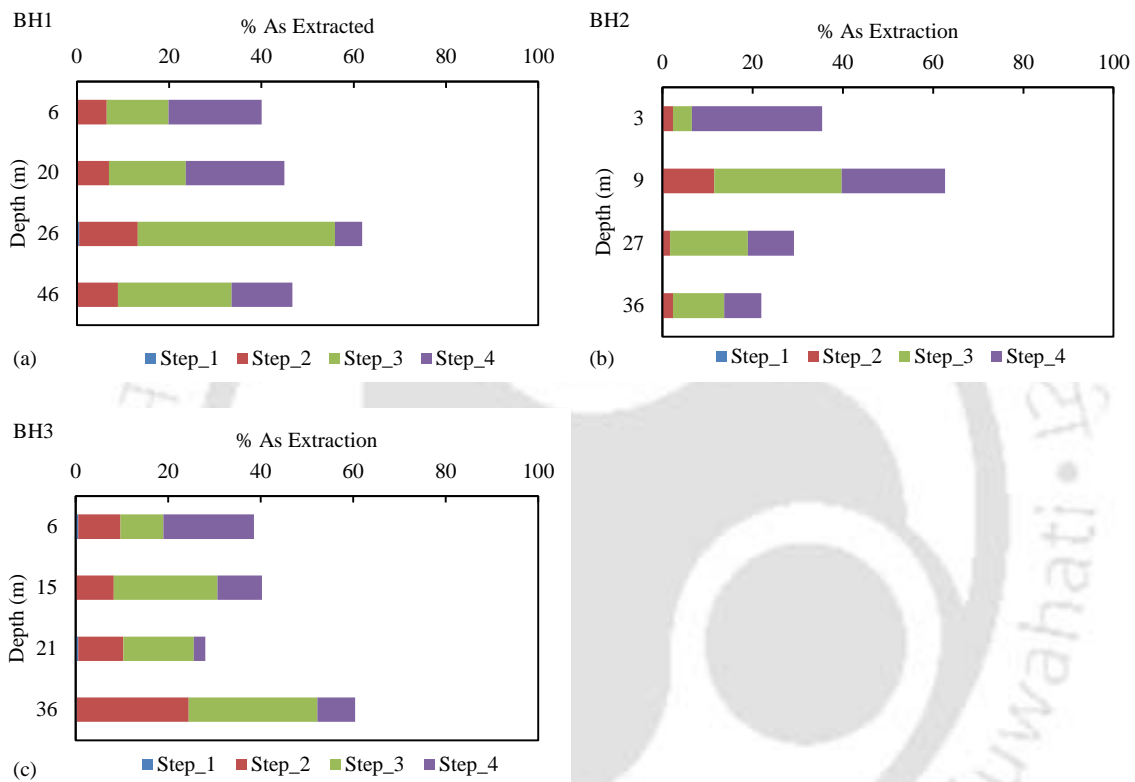 BH1
% As Extracted
0 20 40 60 80 100
Depth (m)
6
20
26
46
(a)
Step_1 Step_2 Step_3 Step_4
BH2
% As Extraction
0 20 40 60 80 100
Depth (m)
3
9
27
36
(b)
Step_1 Step_2 Step_3 Step_4
BH3
% As Extraction
0 20 40 60 80 100
Depth (m)
6
15
21
36
(c)
Step_1 Step_2 Step_3 Step_4
uwahati